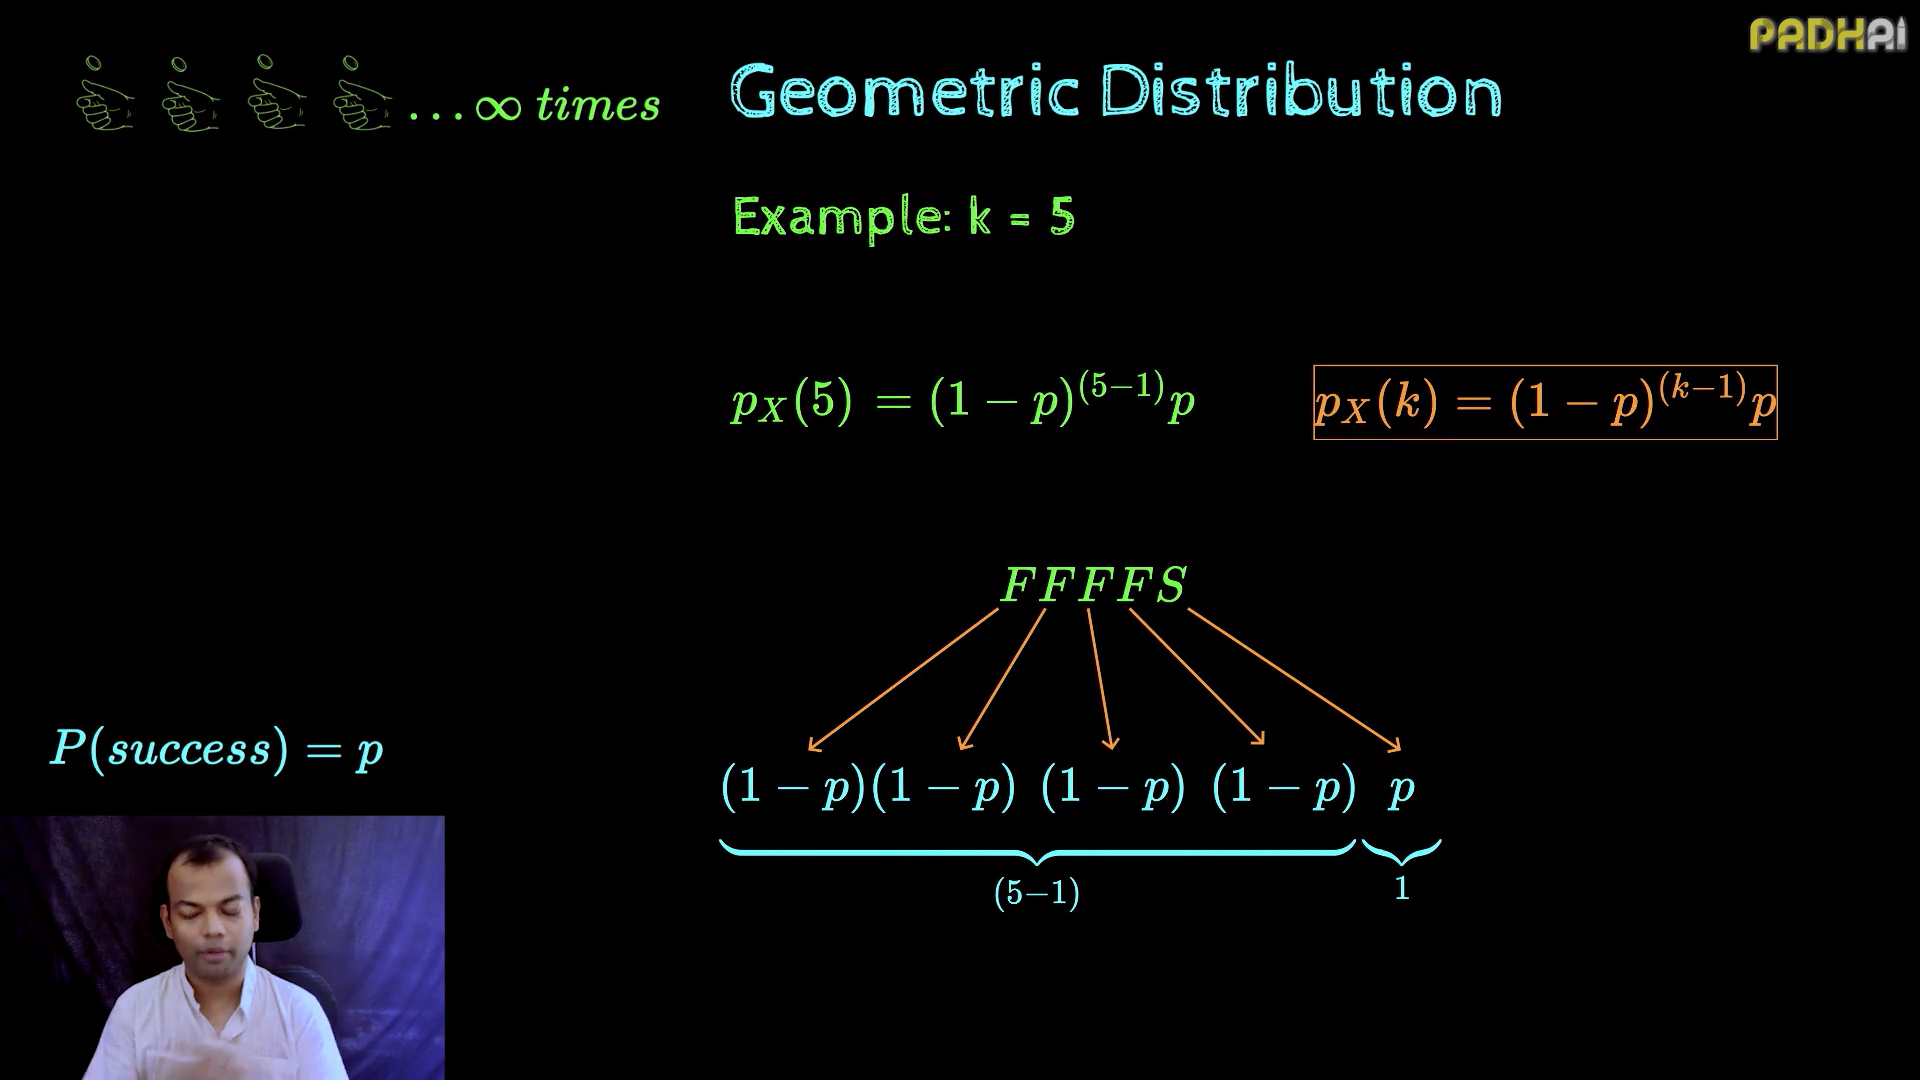 PADHAI
... ∞ times
Geometric Distribution
Example: k = 5
p_X(5) = (1 − p)^(5−1) p
p_X(k) = (1 − p)^(k−1) p
FFFFS
P(success) = p
(1 − p)(1 − p) (1 − p) (1 − p) p
(5−1) 1